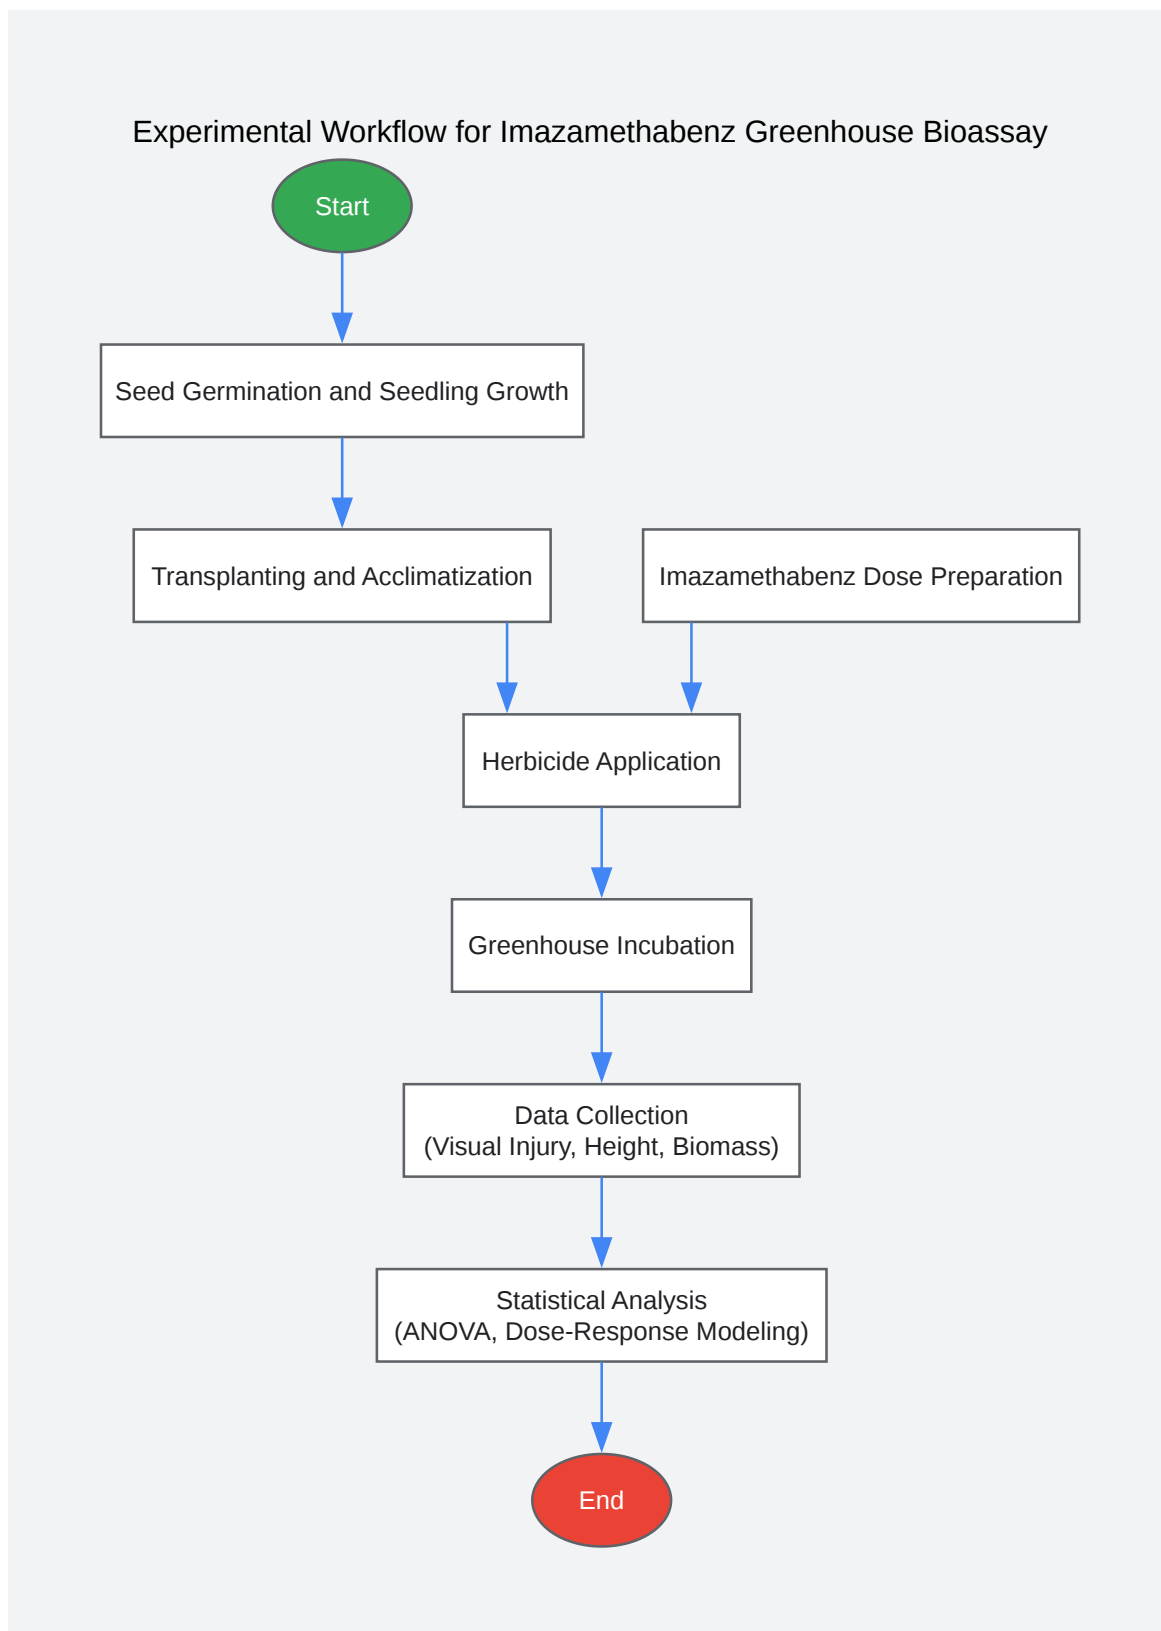 Experimental Workflow for Imazamethabenz Greenhouse Bioassay
Start
Seed Germination and Seedling Growth
Transplanting and Acclimatization
Imazamethabenz Dose Preparation
Herbicide Application
Greenhouse Incubation
Data Collection
(Visual Injury, Height, Biomass)
Statistical Analysis
(ANOVA, Dose-Response Modeling)
End